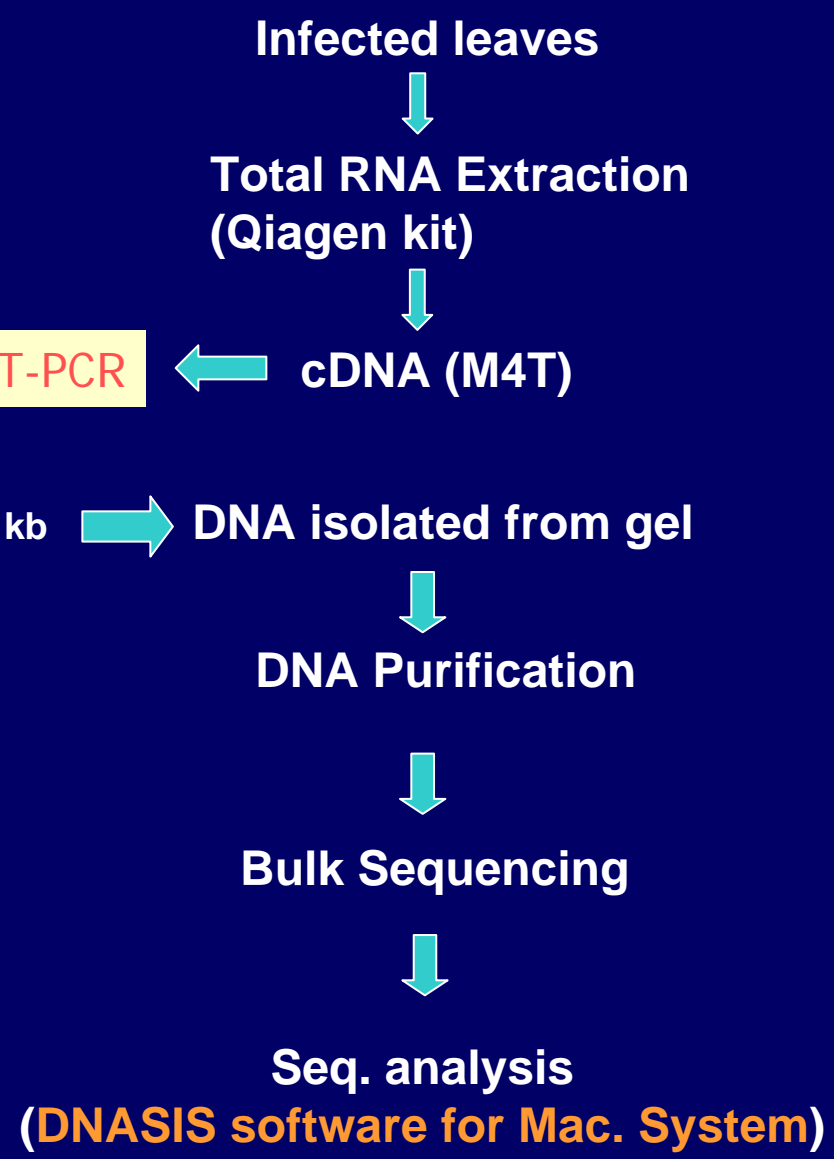 Infected leaves
Total RNA Extraction
(Qiagen kit)
T-PCR
cDNA (M4T)
kb
DNA isolated from gel
DNA Purification
Bulk Sequencing
Seq. analysis
(DNASIS software for Mac. System)